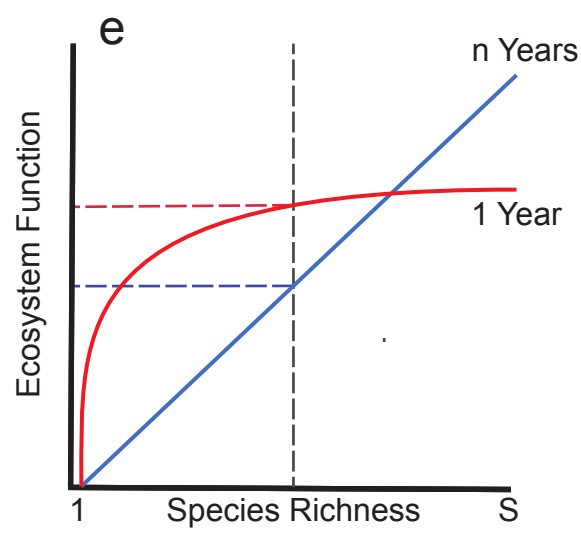 e
n Years
1 Year
Ecosystem Function
1 Species Richness S